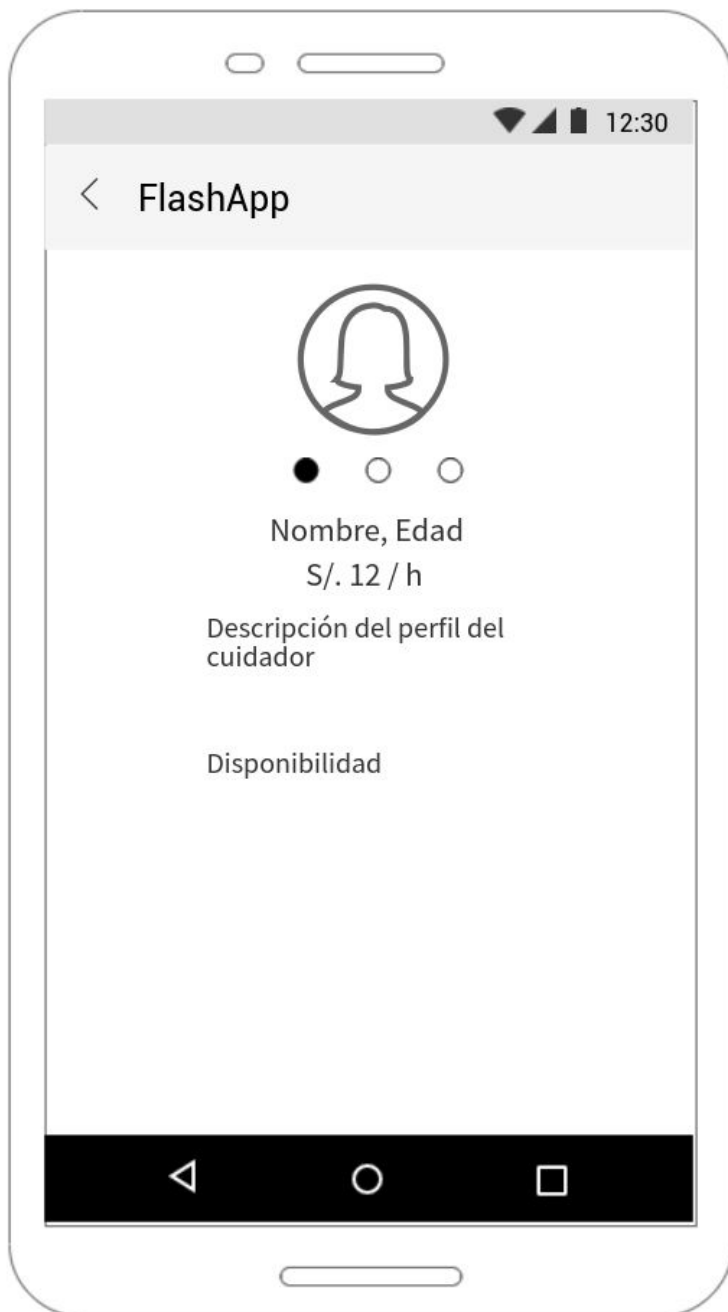 12:30
FlashApp
Nombre, Edad
S/. 12 / h
Descripción del perfil del
cuidador
Disponibilidad